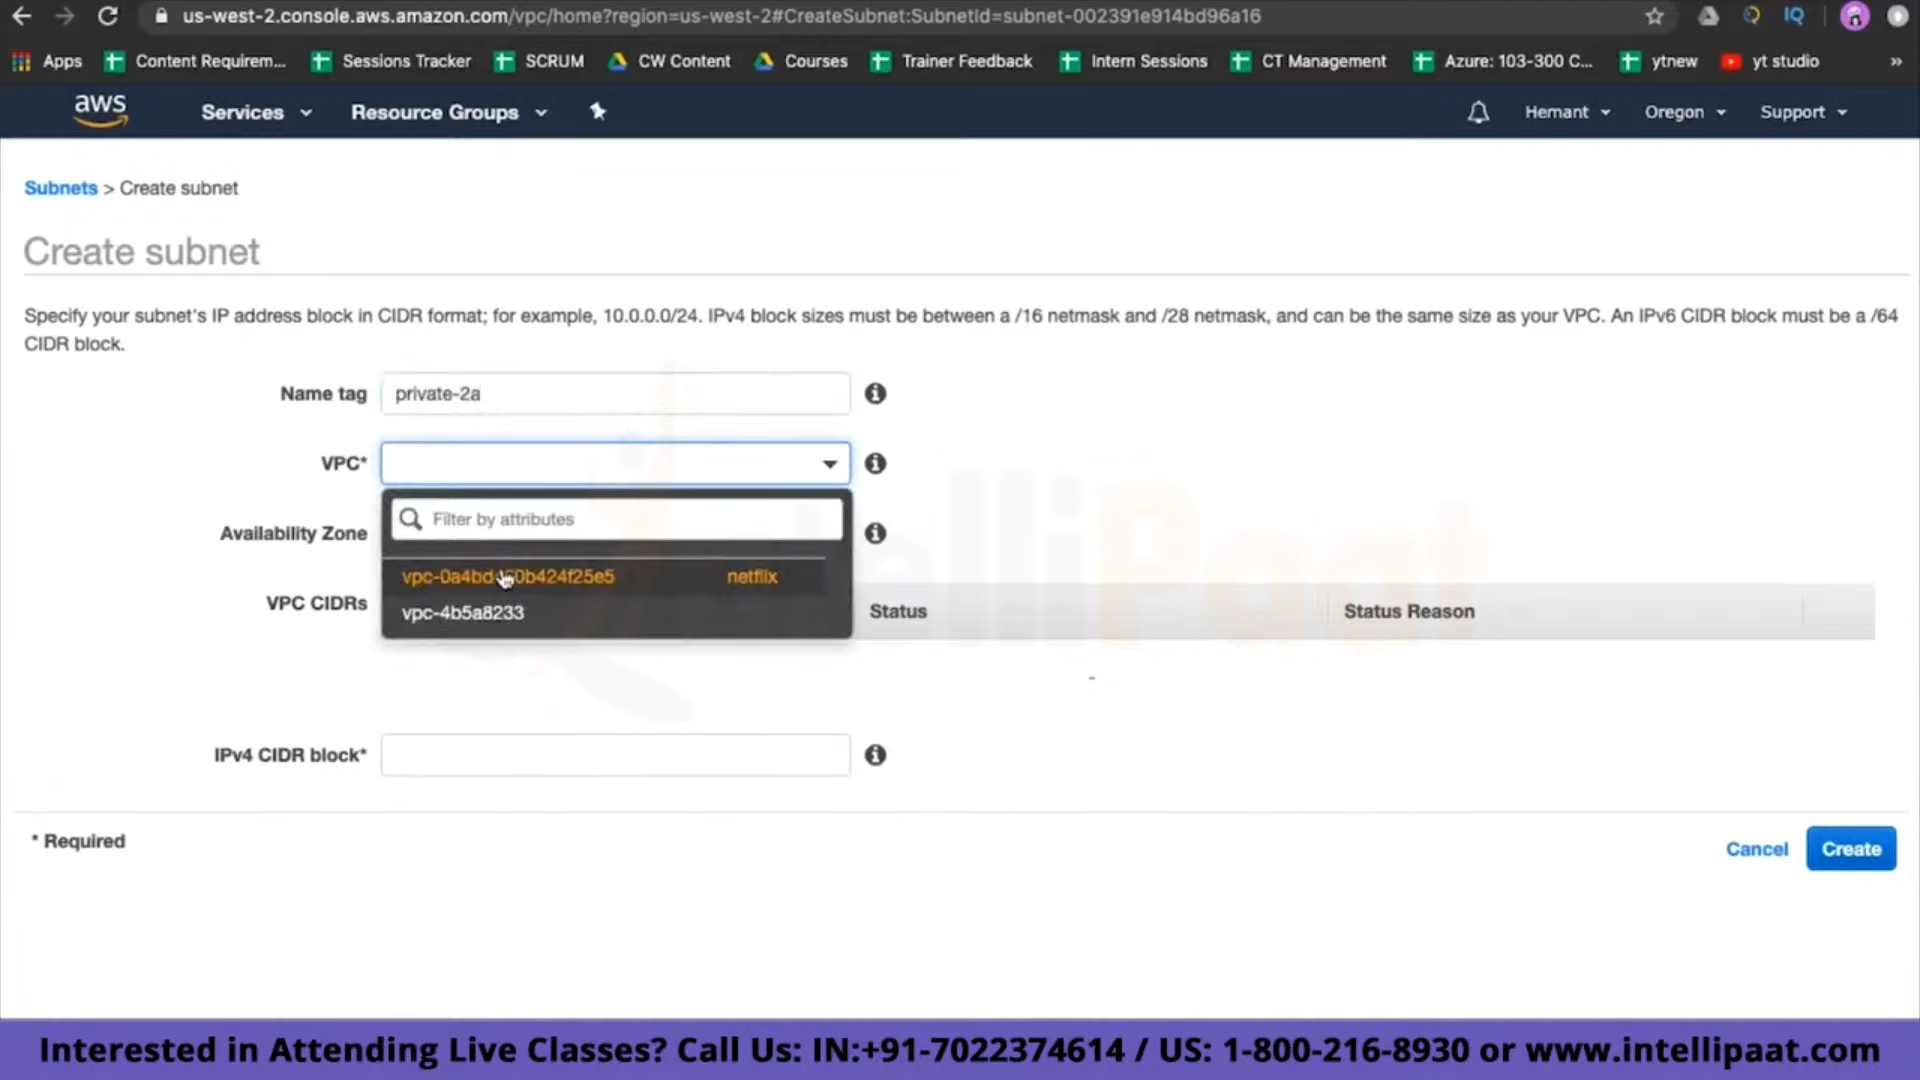 us-west-2.console.aws.amazon.com/vpc/home?region=us-west-2#CreateSubnet:SubnetId=subnet-002391e914bd96a16
IQ
Apps Content Requirem... Sessions Tracker SCRUM CW Content Courses Trainer Feedback Intern Sessions CT Management Azure: 103-300 C... ytnew yt studio »
aws Services Resource Groups Hemant Oregon Support
Subnets > Create subnet
Create subnet
Specify your subnet's IP address block in CIDR format; for example, 10.0.0.0/24. IPv4 block sizes must be between a /16 netmask and /28 netmask, and can be the same size as your VPC. An IPv6 CIDR block must be a /64
CIDR block.
Name tag private-2a
VPC*
Filter by attributes
Availability Zone
netflix
VPC CIDRs vpc-4b5a8233 Status Status Reason
-
IPv4 CIDR block*
* Required
Cancel Create
IntelliPaat
Interested in Attending Live Classes? Call Us: IN:+91-7022374614 / US: 1-800-216-8930 or www.intellipaat.com